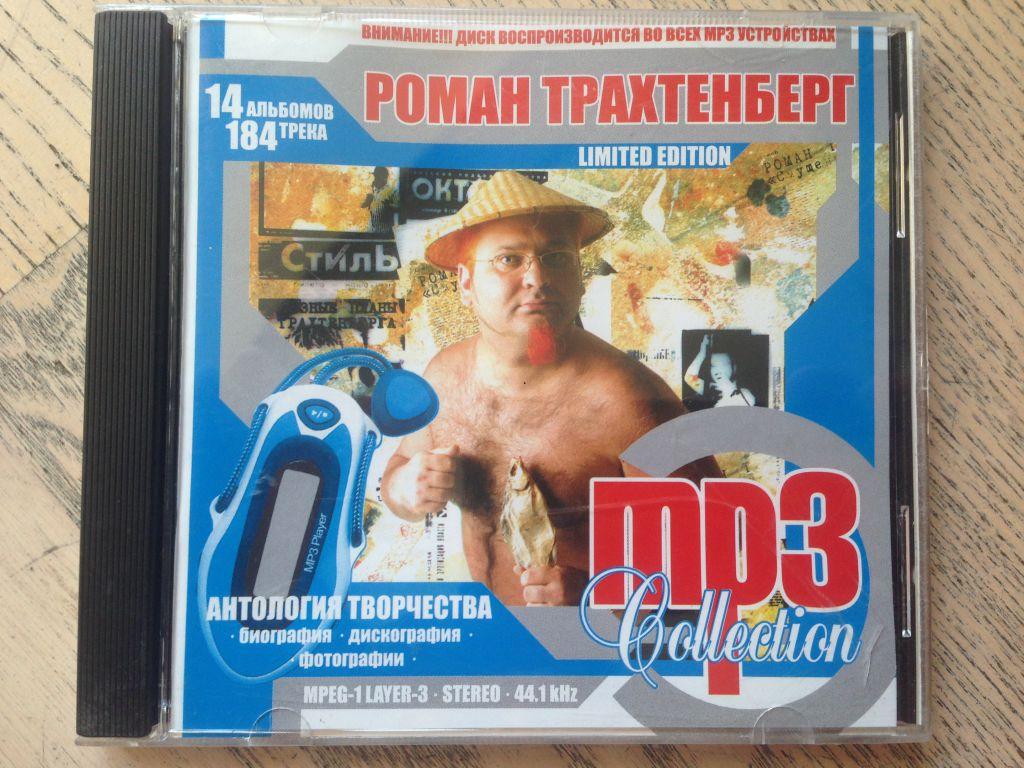 ВНИМАНИЕ!!! ДИСК ВОСПРОИЗВОДИТСЯ ВО ВСЕХ MP3 УСТРОЙСТВАХ
РОМАН ТРАХТЕНБЕРГ
14 АЛЬБОМОВ
184 ТРЕКА
LIMITED EDITION
РОМАН
ОКТ
СтилЬ
РОМА
ТРАХТЕНБЕРГА
MP3 Player
mp3
Collection
АНТОЛОГИЯ ТВОРЧЕСТВА
· биография · дискография ·
· фотографии ·
MPEG-1 LAYER-3 · STEREO · 44.1 kHz